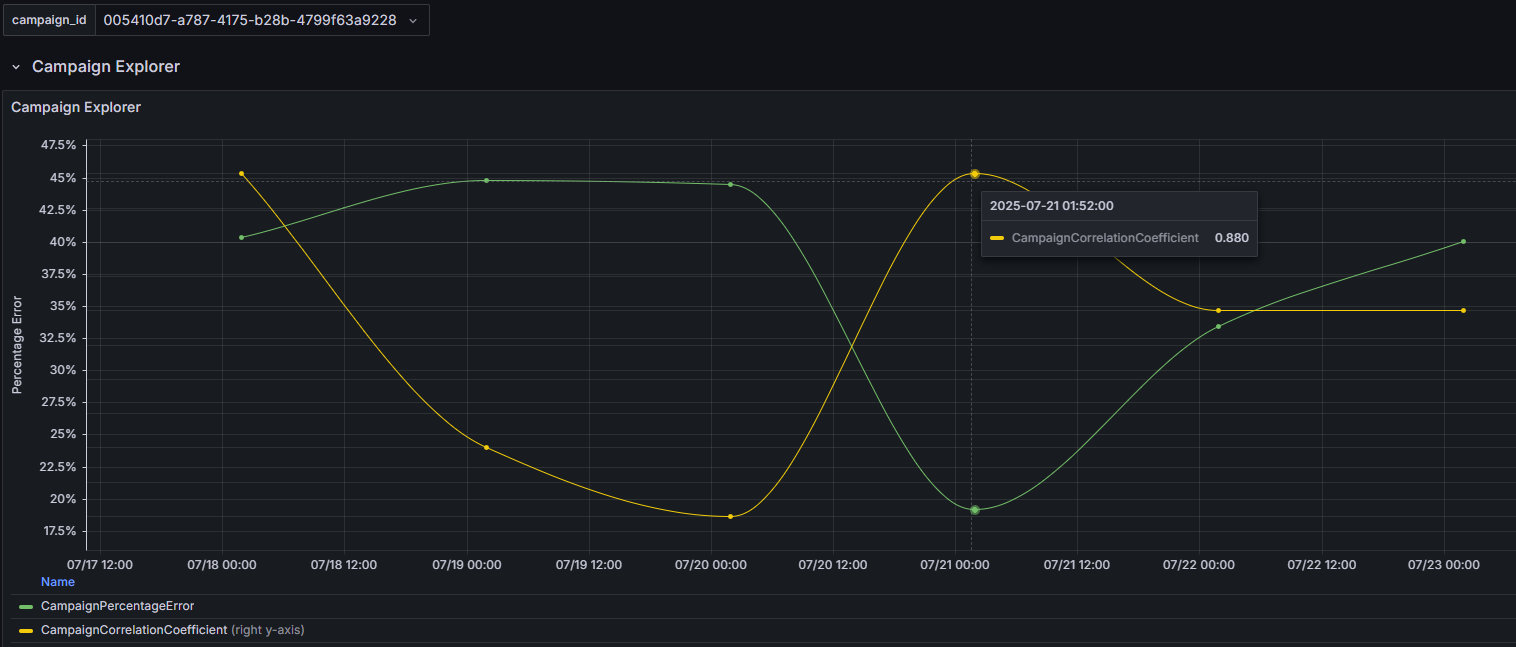 campaign_id 005410d7-a787-4175-b28b-4799f63a9228
Campaign Explorer
Campaign Explorer
47.5%
45%
42.5%
40%
37.5%
35%
32.5%
30%
27.5%
25%
22.5%
20%
17.5%
Percentage Error
2025-07-21 01:52:00
CampaignCorrelationCoefficient 0.880
07/17 12:00 07/18 00:00 07/18 12:00 07/19 00:00 07/19 12:00 07/20 00:00 07/20 12:00 07/21 00:00 07/21 12:00 07/22 00:00 07/22 12:00 07/23 00:00
Name
CampaignPercentageError
CampaignCorrelationCoefficient (right y-axis)